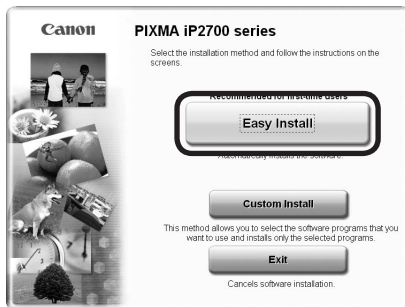 Canon
PIXMA iP2700 series
Select the installation method and follow the instructions on the
screens.
Recommended for first-time users
Easy Install
Automatically installs the software.
Custom Install
This method allows you to select the software programs that you
want to use and installs only the selected programs.
Exit
Cancels software installation.